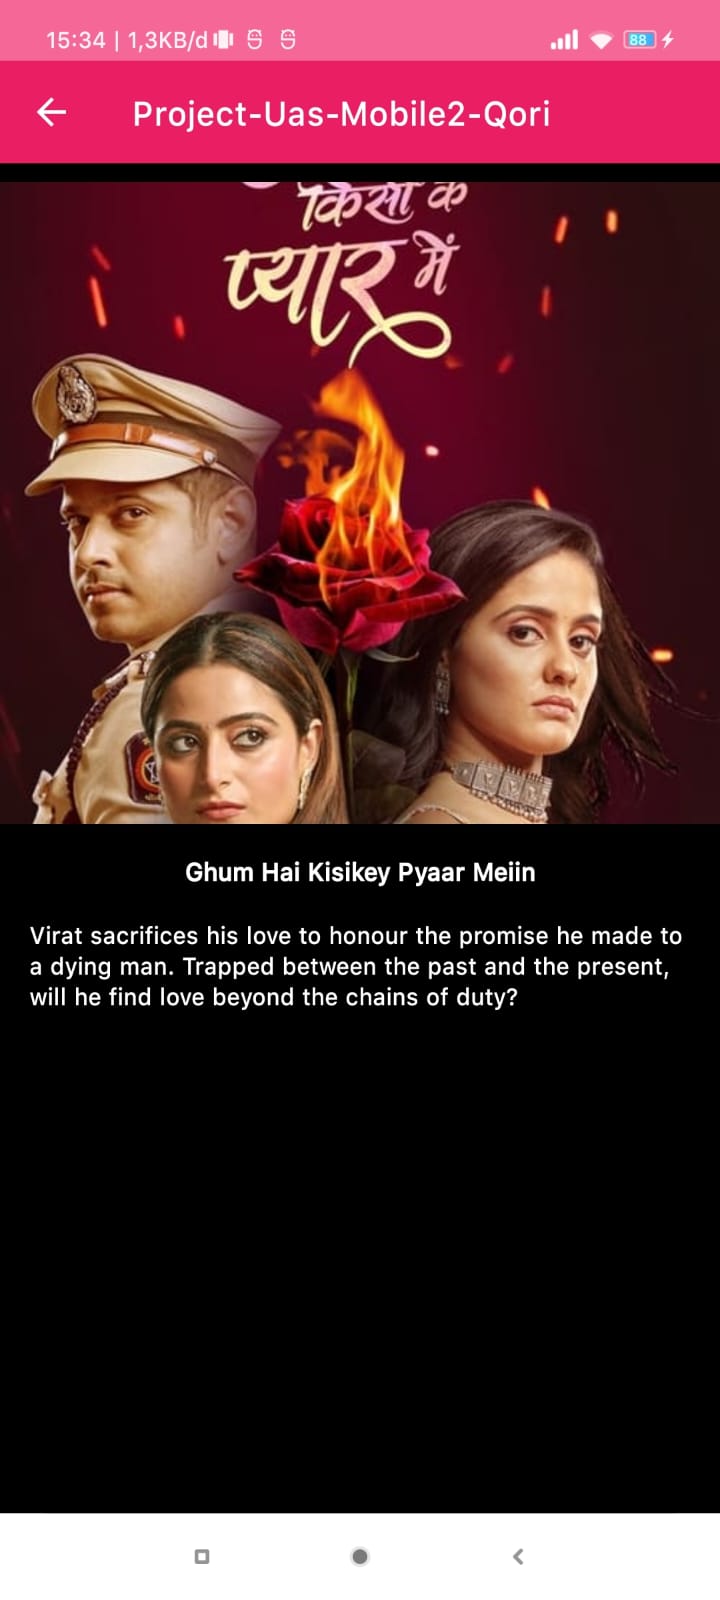 15:34 | 1,3KB/d
88
Project-Uas-Mobile2-Qori
किसी के
प्यार में
Ghum Hai Kisikey Pyaar Meiin
Virat sacrifices his love to honour the promise he made to
a dying man. Trapped between the past and the present,
will he find love beyond the chains of duty?